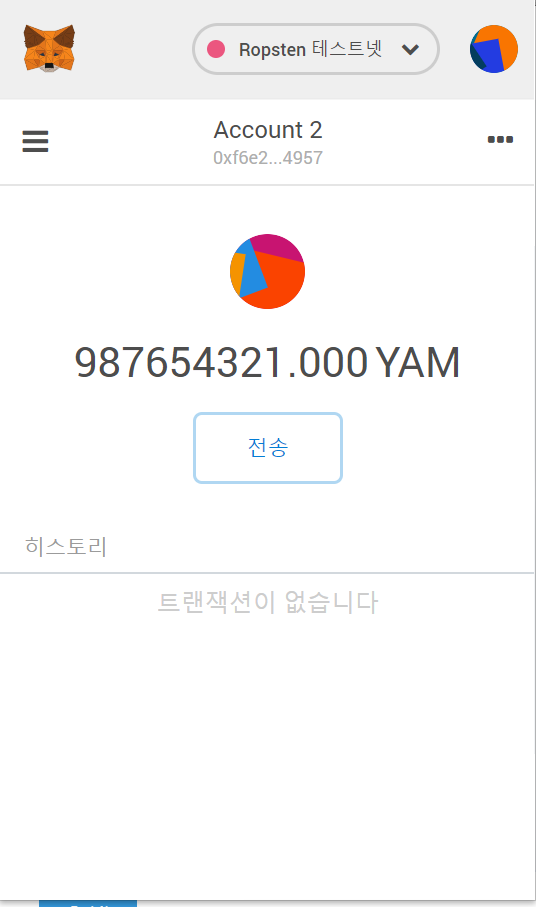 Ropsten 테스트넷
Account 2
0xf6e2...4957
987654321.000 YAM
전송
히스토리
트랜잭션이 없습니다